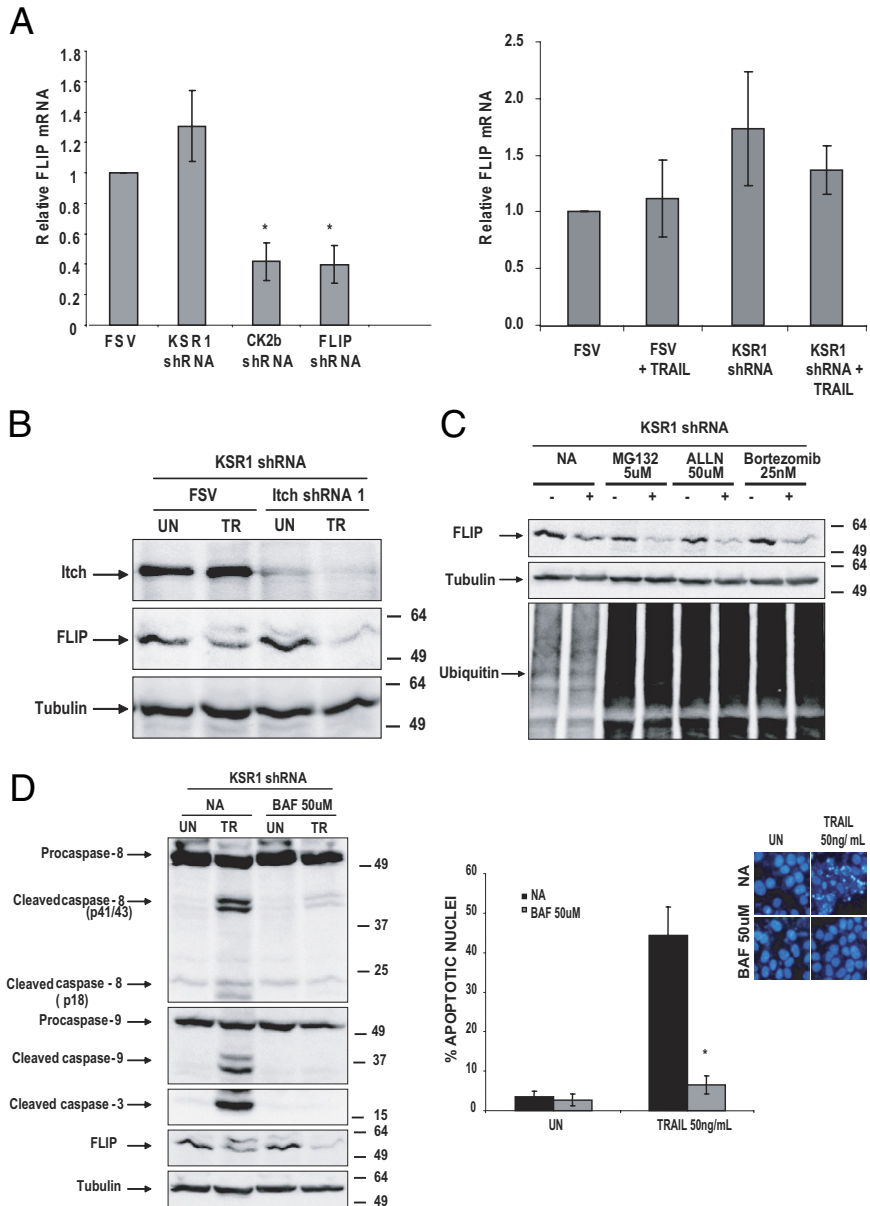 A
Relative FLIP mRNA
1.8
1.6
1.4
1.2
1
0.8
0.6
0.4
0.2
0
*
*
FSV
KSR1
shRNA
CK2b
shRNA
FLIP
shRNA
Relative FLIP mRNA
2.5
2.0
1.5
1.0
0.5
0.0
FSV
FSV
+ TRAIL
KSR1
shRNA
KSR1
shRNA +
TRAIL
B
KSR1 shRNA
FSV
Itch shRNA 1
UN
TR
UN
TR
Itch
FLIP
64
49
Tubulin
64
49
C
KSR1 shRNA
NA
MG132
5uM
ALLN
50uM
Bortezomib
25nM
- + - + - + - +
FLIP
64
49
Tubulin
64
49
Ubiquitin
D
KSR1 shRNA
NA
BAF 50uM
UN
TR
UN
TR
Procaspase-8
49
Cleaved caspase-8
(p41/43)
37
25
Cleaved caspase - 8
( p18)
Procaspase-9
49
Cleaved caspase-9
37
Cleaved caspase -3
15
FLIP
64
49
Tubulin
64
49
% APOPTOTIC NUCLEI
60
50
40
30
20
10
0
NA
BAF 50uM
*
UN
TRAIL 50ng/mL
UN
TRAIL
50ng/ mL
NA
BAF 50uM